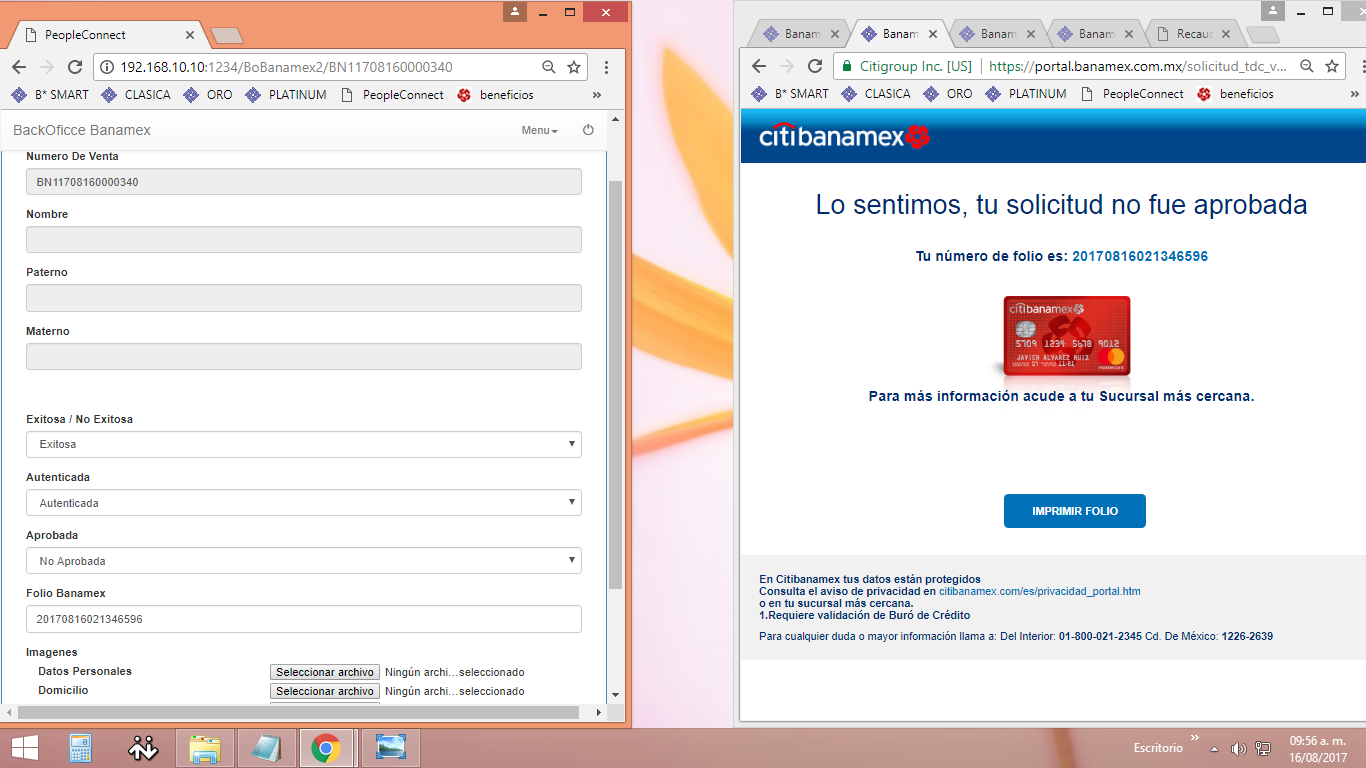 PeopleConnect
192.168.10.10:1234/BoBanamex2/BN11708160000340
B* SMART
CLASICA
ORO
PLATINUM
PeopleConnect
beneficios
»
BackOficce Banamex
Menu
Numero De Venta
BN11708160000340
Nombre
Paterno
Materno
Exitosa / No Exitosa
Exitosa
Autenticada
Autenticada
Aprobada
No Aprobada
Folio Banamex
20170816021346596
Imagenes
Datos Personales
Seleccionar archivo Ningún archi...seleccionado
Domicilio
Seleccionar archivo Ningún archi...seleccionado
Banam
Banam
Banam
Banam
Recauc
Citigroup Inc. [US]
https://portal.banamex.com.mx/solicitud_tdc_v...
B* SMART
CLASICA
ORO
PLATINUM
PeopleConnect
beneficios
»
citibanamex
Lo sentimos, tu solicitud no fue aprobada
Tu número de folio es: 20170816021346596
citibanamex
5709 1234 5678 9012
JAVIER ALVAREZ RUIZ
07 11-21
mastercard
Para más información acude a tu Sucursal más cercana.
IMPRIMIR FOLIO
En Citibanamex tus datos están protegidos
Consulta el aviso de privacidad en citibanamex.com/es/privacidad_portal.htm
o en tu sucursal más cercana.
1.Requiere validación de Buró de Crédito
Para cualquier duda o mayor información llama a: Del Interior: 01-800-021-2345 Cd. De México: 1226-2639
Escritorio
»
09:56 a. m.
16/08/2017